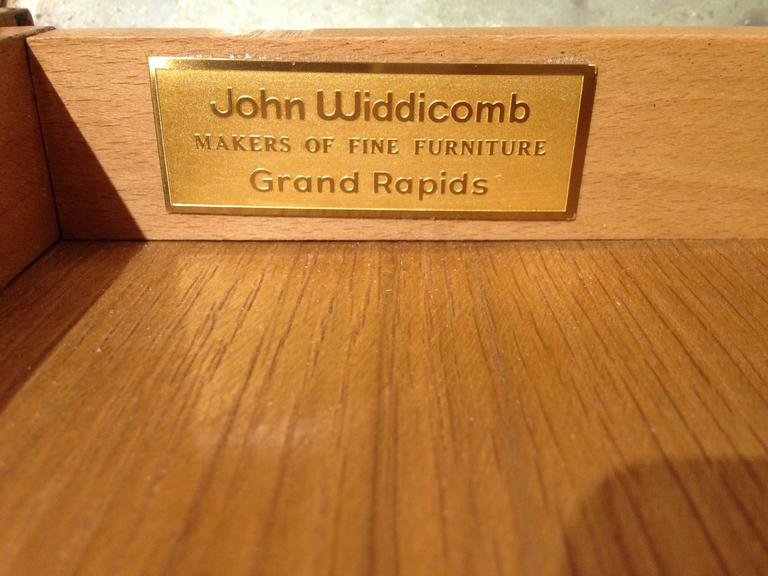 John Widdicomb
MAKERS OF FINE FURNITURE
Grand Rapids